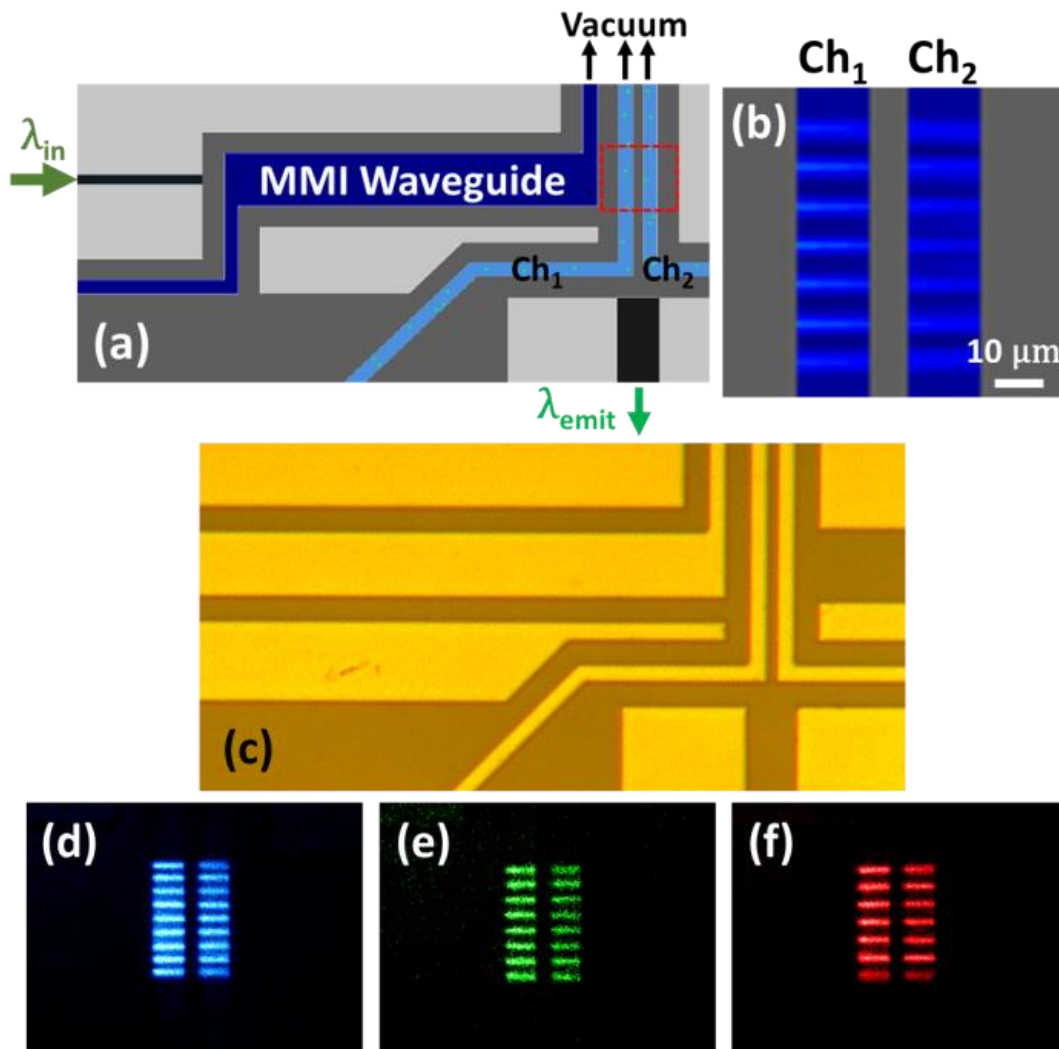 Vacuum
λin
MMI Waveguide
Ch1
Ch2
(a)
λemit
Ch1
Ch2
(b)
10 μm
(c)
(d)
(e)
(f)